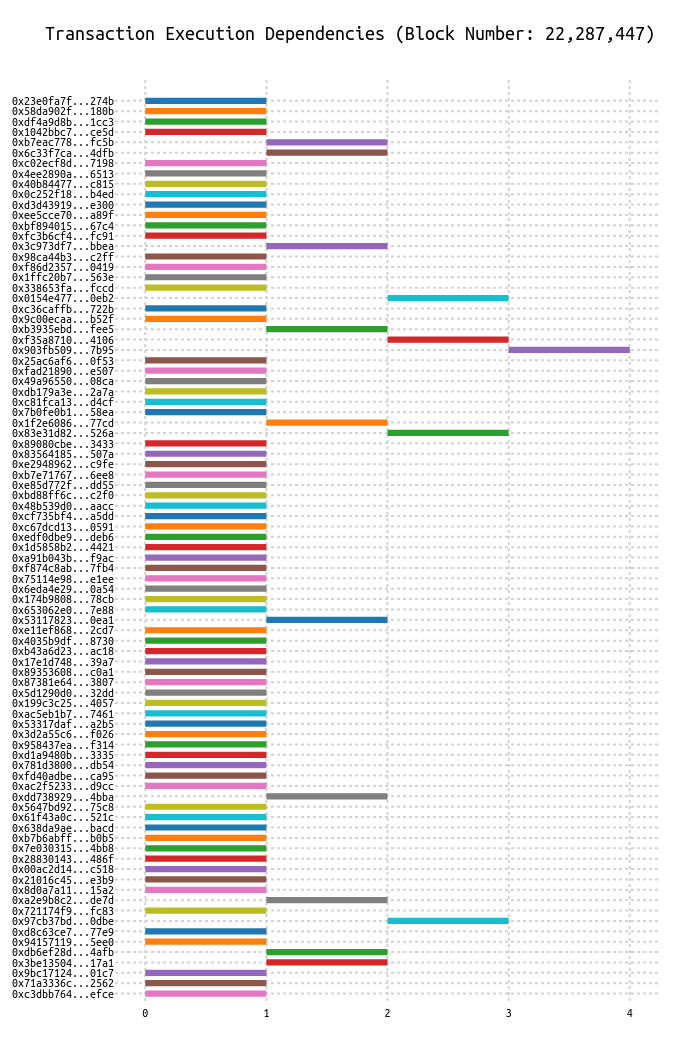 Transaction Execution Dependencies (Block Number: 22,287,447)
0x23e0fa7f...274b
0x58da902f...180b
0xdf4a9d8b...1cc3
0x1042bbc7...ce5d
0xb7eac778...fc5b
0x6c33f7ca...4dfb
0xc02ecf8d...7198
0x4ee2890a...6513
0x40b84477...c815
0x0c252f18...b4ed
0xd3d43919...e300
0xee5cce70...a89f
0xbf894015...67c4
0xfc3b6cf4...fc91
0x3c973df7...bbea
0x98ca44b3...c2ff
0xf86d2357...0419
0x1ffc20b7...563e
0x338653fa...fccd
0x0154e477...0eb2
0xc36caffb...722b
0x9c00ecaa...b52f
0xb3935ebd...fee5
0xf35a8710...4106
0x903fb509...7b95
0x25ac6af6...0f53
0xfad21890...e507
0x49a96550...08ca
0xdb179a3e...2a7a
0xc81fca13...d4cf
0x7b0fe0b1...58ea
0x1f2e6086...77cd
0x83e31d82...526a
0x89080cbe...3433
0x83564185...507a
0xe2948962...c9fe
0xb7e71767...6ee8
0xe85d772f...dd55
0xbd88ff6c...c2f0
0x48b539d0...aacc
0xcf735bf4...a5dd
0xc67dcd13...0591
0xedf0dbe9...deb6
0x1d5858b2...4421
0xa91b043b...f9ac
0xf874c8ab...7fb4
0x75114e98...e1ee
0x6eda4e29...0a54
0x174b9808...78cb
0x653062e0...7e88
0x53117823...0ea1
0xe11ef868...2cd7
0x4035b9df...8730
0xb43a6d23...ac18
0x17e1d748...39a7
0x89353608...c0a1
0x87381e64...3807
0x5d1290d0...32dd
0x199c3c25...4057
0xac5eb1b7...7461
0x53317daf...a2b5
0x3d2a55c6...f026
0x958437ea...f314
0xd1a9480b...3335
0x781d3800...db54
0xfd40adbe...ca95
0xac2f5233...d9cc
0xdd738929...4bba
0x5647bd92...75c8
0x61f43a0c...521c
0x638da9ae...bacd
0xb7b6abff...b0b5
0x7e030315...4bb8
0x28830143...486f
0x00ac2d14...c518
0x21016c45...e3b9
0x8d0a7a11...15a2
0xa2e9b8c2...de7d
0x721174f9...fc83
0x97cb37bd...0dbe
0xd8c63ce7...77e9
0x94157119...5ee0
0xdb6ef28d...4afb
0x3be13504...17a1
0x9bc17124...01c7
0x71a3336c...2562
0xc3dbb764...efce
0 1 2 3 4